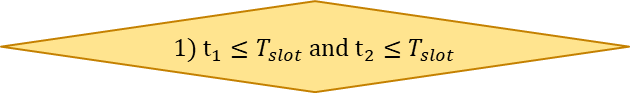 1) t₁ ≤ T_slot and t₂ ≤ T_slot